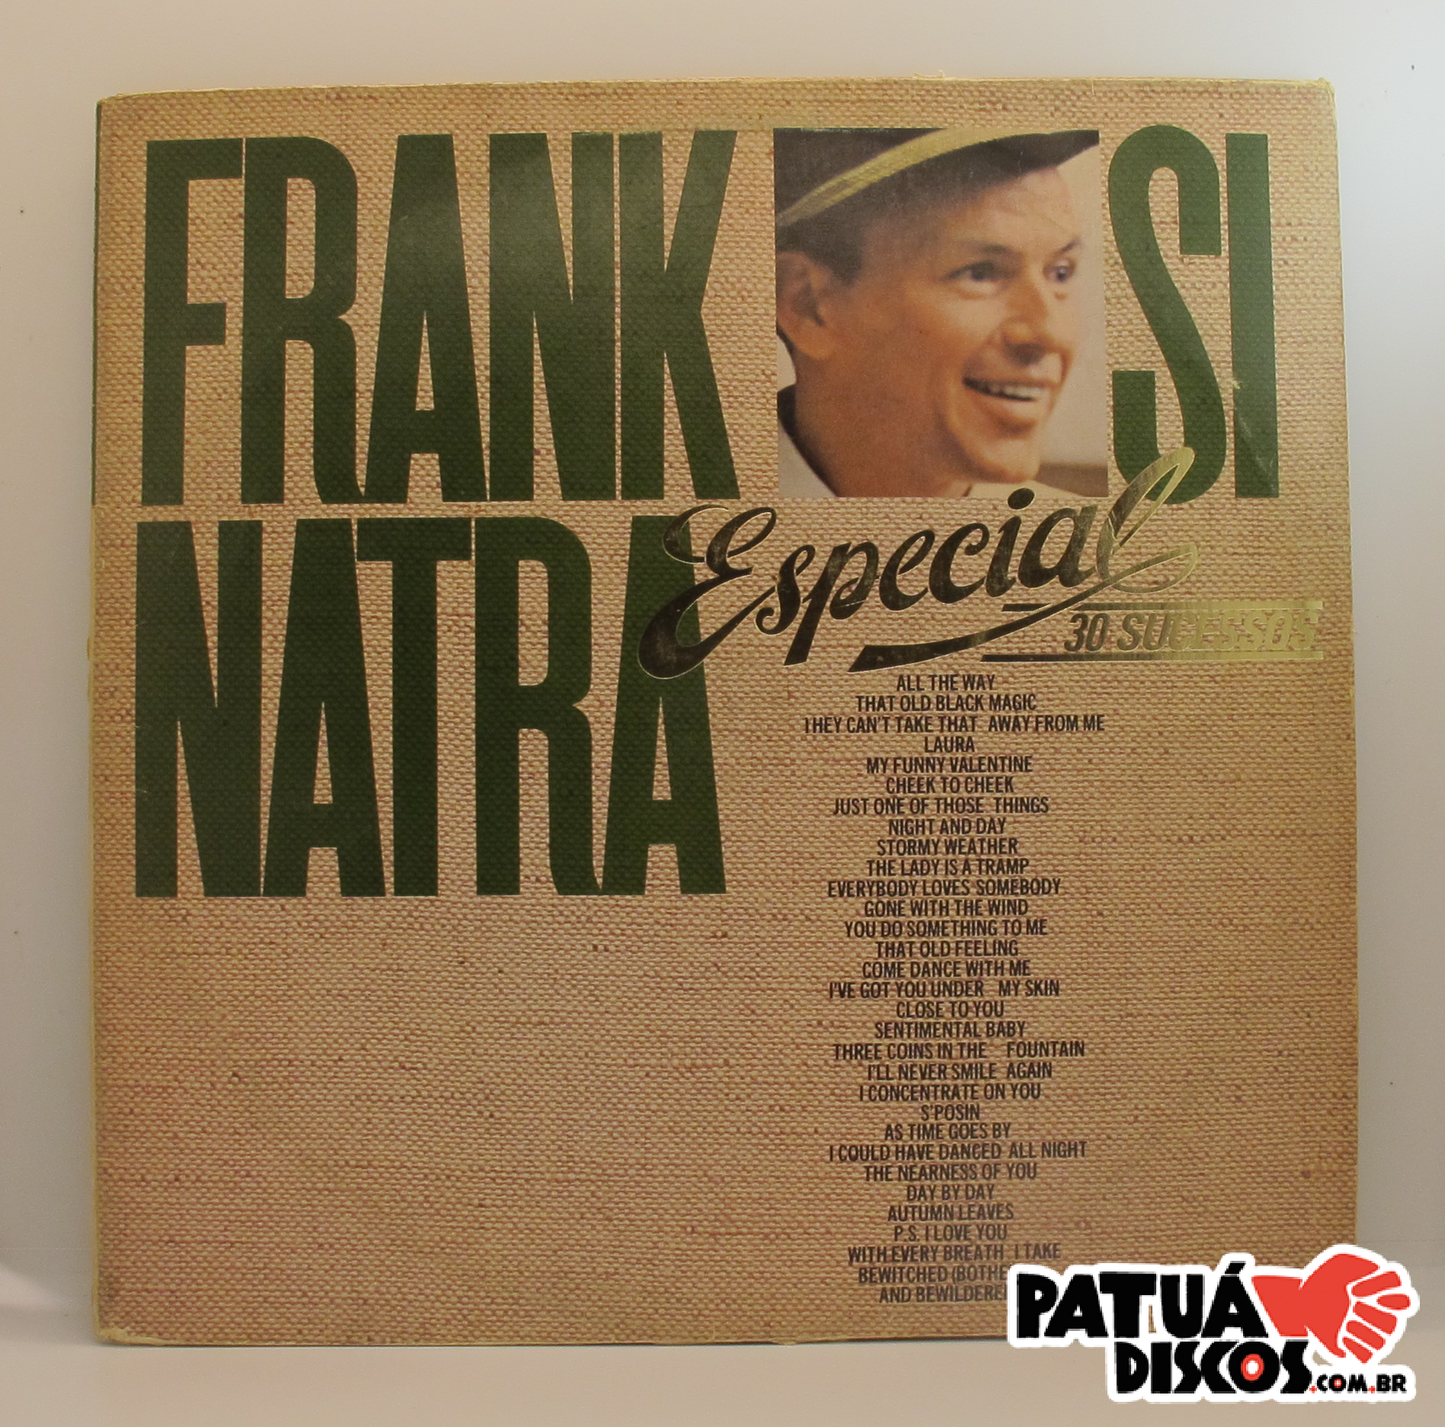 FRANK SI
NATRA
Especial
30 SUCESSOS
ALL THE WAY
THAT OLD BLACK MAGIC
THEY CAN'T TAKE THAT AWAY FROM ME
LAURA
MY FUNNY VALENTINE
CHEEK TO CHEEK
JUST ONE OF THOSE THINGS
NIGHT AND DAY
STORMY WEATHER
THE LADY IS A TRAMP
EVERYBODY LOVES SOMEBODY
GONE WITH THE WIND
YOU DO SOMETHING TO ME
THAT OLD FEELING
COME DANCE WITH ME
I'VE GOT YOU UNDER MY SKIN
CLOSE TO YOU
SENTIMENTAL BABY
THREE COINS IN THE FOUNTAIN
I'LL NEVER SMILE AGAIN
I CONCENTRATE ON YOU
S'POSIN
AS TIME GOES BY
I COULD HAVE DANCED ALL NIGHT
THE NEARNESS OF YOU
DAY BY DAY
AUTUMN LEAVES
P.S. I LOVE YOU
WITH EVERY BREATH I TAKE
BEWITCHED
AND
PATUÁ
DISCOS.COM.BR